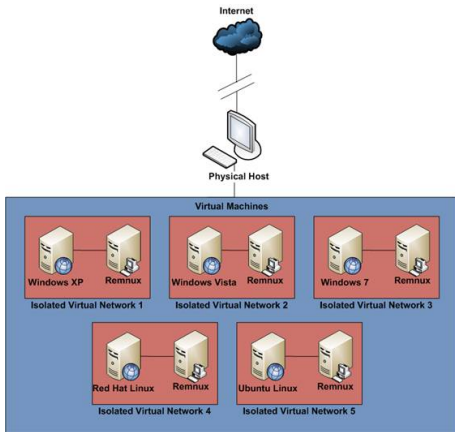 Internet
Physical Host
Virtual Machines
Windows XP Remnux
Isolated Virtual Network 1
Windows Vista Remnux
Isolated Virtual Network 2
Windows 7 Remnux
Isolated Virtual Network 3
Red Hat Linux Remnux
Isolated Virtual Network 4
Ubuntu Linux Remnux
Isolated Virtual Network 5